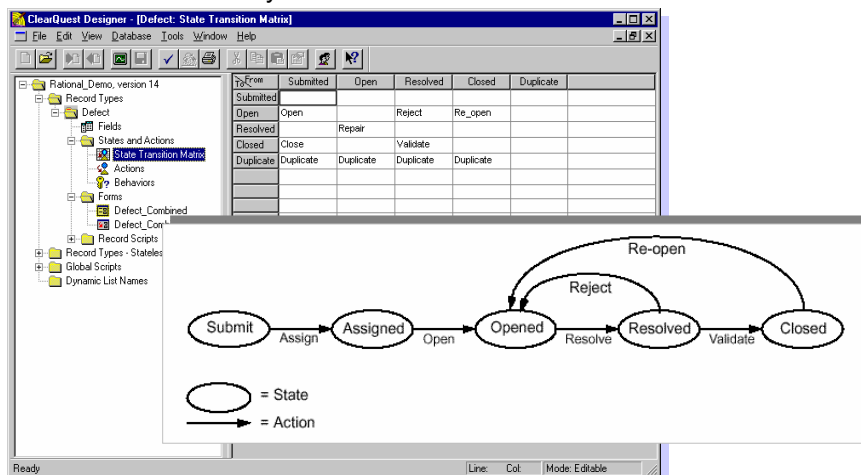 ClearQuest Designer - [Defect: State Transition Matrix]
File Edit View Database Tools Window Help
Rational_Demo, version 14
Record Types
Defect
Fields
States and Actions
State Transition Matrix
Actions
Behaviors
Forms
Defect_Combined
Record Scripts
Record Types - Stateles
Global Scripts
Dynamic List Names
To From Submitted Open Resolved Closed Duplicate
Submitted
Open Open Reject Re_open
Resolved Repair
Closed Close Validate
Duplicate Duplicate Duplicate Duplicate Duplicate
Re-open
Reject
Submit Assign Assigned Open Opened Resolve Resolved Validate Closed
= State
= Action
Ready Line: Col: Mode: Editable